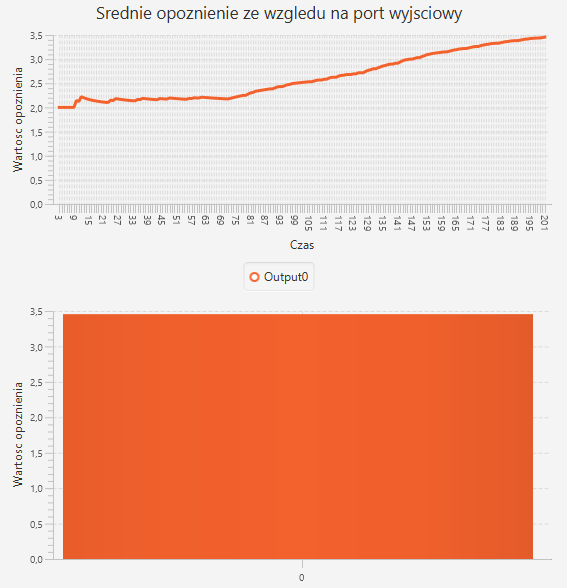 Srednie opoznienie ze wzgledu na port wyjsciowy
Wartosc opoznienia
3,5
3,0
2,5
2,0
1,5
1,0
0,5
0,0
3 9 15 21 27 33 39 45 51 57 63 69 75 81 87 93 99 105 111 117 123 129 135 141 147 153 159 165 171 177 183 189 195 201
Czas
Output0
Wartosc opoznienia
3,5
3,0
2,5
2,0
1,5
1,0
0,5
0,0
0